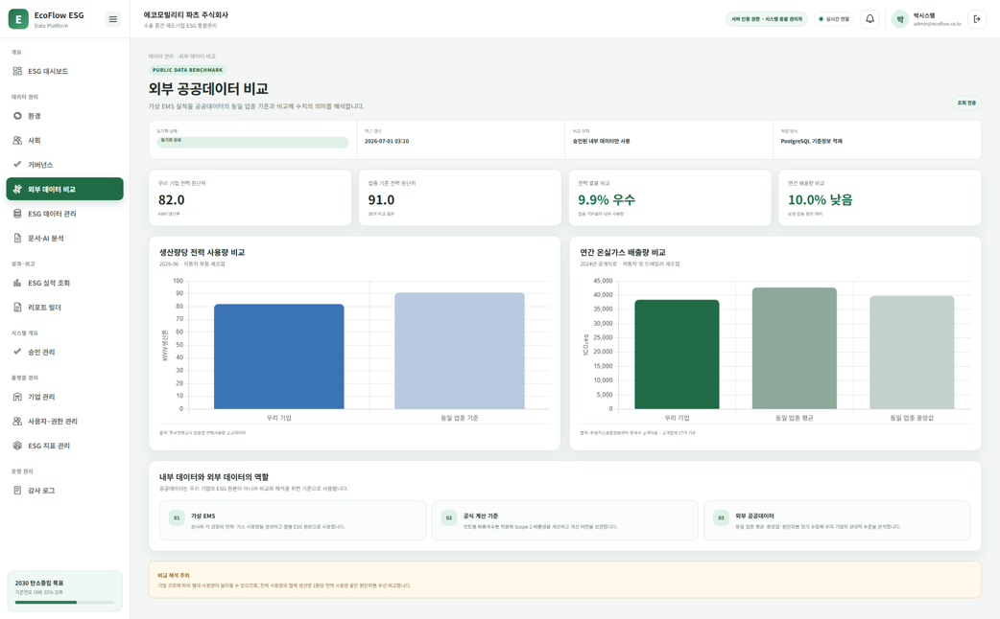 E
EcoFlow ESG
Data Platform
개요
ESG 대시보드
데이터 관리
환경
사회
거버넌스
외부 데이터 비교
ESG 데이터 관리
문서·AI 분석
성과·보고
ESG 실적 조회
리포트 빌더
시스템 개요
승인 관리
플랫폼 관리
기업 관리
사용자·권한 관리
ESG 지표 관리
운영 관리
감사 로그
2030 탄소중립 목표
기준연도 대비 35% 감축
에코모빌리티 파츠 주식회사
수출 중견 제조기업 ESG 통합관리
서버 인증 권한 · 시스템 총괄 관리자
실시간 연결
박
박시스템
admin@ecoflow.co.kr
데이터 관리 ›외부 데이터 비교
PUBLIC DATA BENCHMARK
외부 공공데이터 비교
가상 EMS 실적을 공공데이터의 동일 업종 기준과 비교해 수치의 의미를 해석합니다.
조회 전용
동기화 상태
동기화 완료
최근 갱신
2026-07-01 03:10
비교 원칙
승인된 내부 데이터만 사용
저장 방식
PostgreSQL 기준정보 적재
우리 기업 전력 원단위
82.0
kWh/생산톤
업종 기준 전력 원단위
91.0
38개 비교 표본
전력 효율 비교
9.9% 우수
업종 기준보다 낮은 사용량
연간 배출량 비교
10.0% 낮음
동일 업종 평균 대비
생산량당 전력 사용량 비교
2026-06 · 자동차 부품 제조업
100
90
80
70
60
50
40
30
20
10
0
kWh/생산톤
우리 기업
동일 업종 기준
출처: 한국전력공사 업종별 전력사용량 공공데이터
연간 온실가스 배출량 비교
2024년 공개자료 · 자동차 및 트레일러 제조업
45,000
40,000
35,000
30,000
25,000
20,000
15,000
10,000
5,000
0
tCO₂eq
우리 기업
동일 업종 평균
동일 업종 중앙값
출처: 온실가스종합정보센터 명세서 공개자료 · 공개업체 27개 기준
내부 데이터와 외부 데이터의 역할
공공데이터는 우리 기업의 ESG 원본이 아니라 비교와 해석을 위한 기준으로 사용합니다.
01
가상 EMS
본사와 각 공장의 전력·가스 사용량을 생성하고 월별 ESG 원본으로 사용합니다.
02
공식 계산 기준
연도별 배출계수를 적용해 Scope 2 배출량을 계산하고 계산 버전을 보존합니다.
03
외부 공공데이터
동일 업종 평균·중앙값·원단위를 정기 수집해 우리 기업의 상대적 수준을 분석합니다.
비교 해석 주의
기업 규모에 따라 절대 사용량이 달라질 수 있으므로, 전체 사용량과 함께 생산량 1톤당 전력 사용량 같은 원단위를 우선 비교합니다.